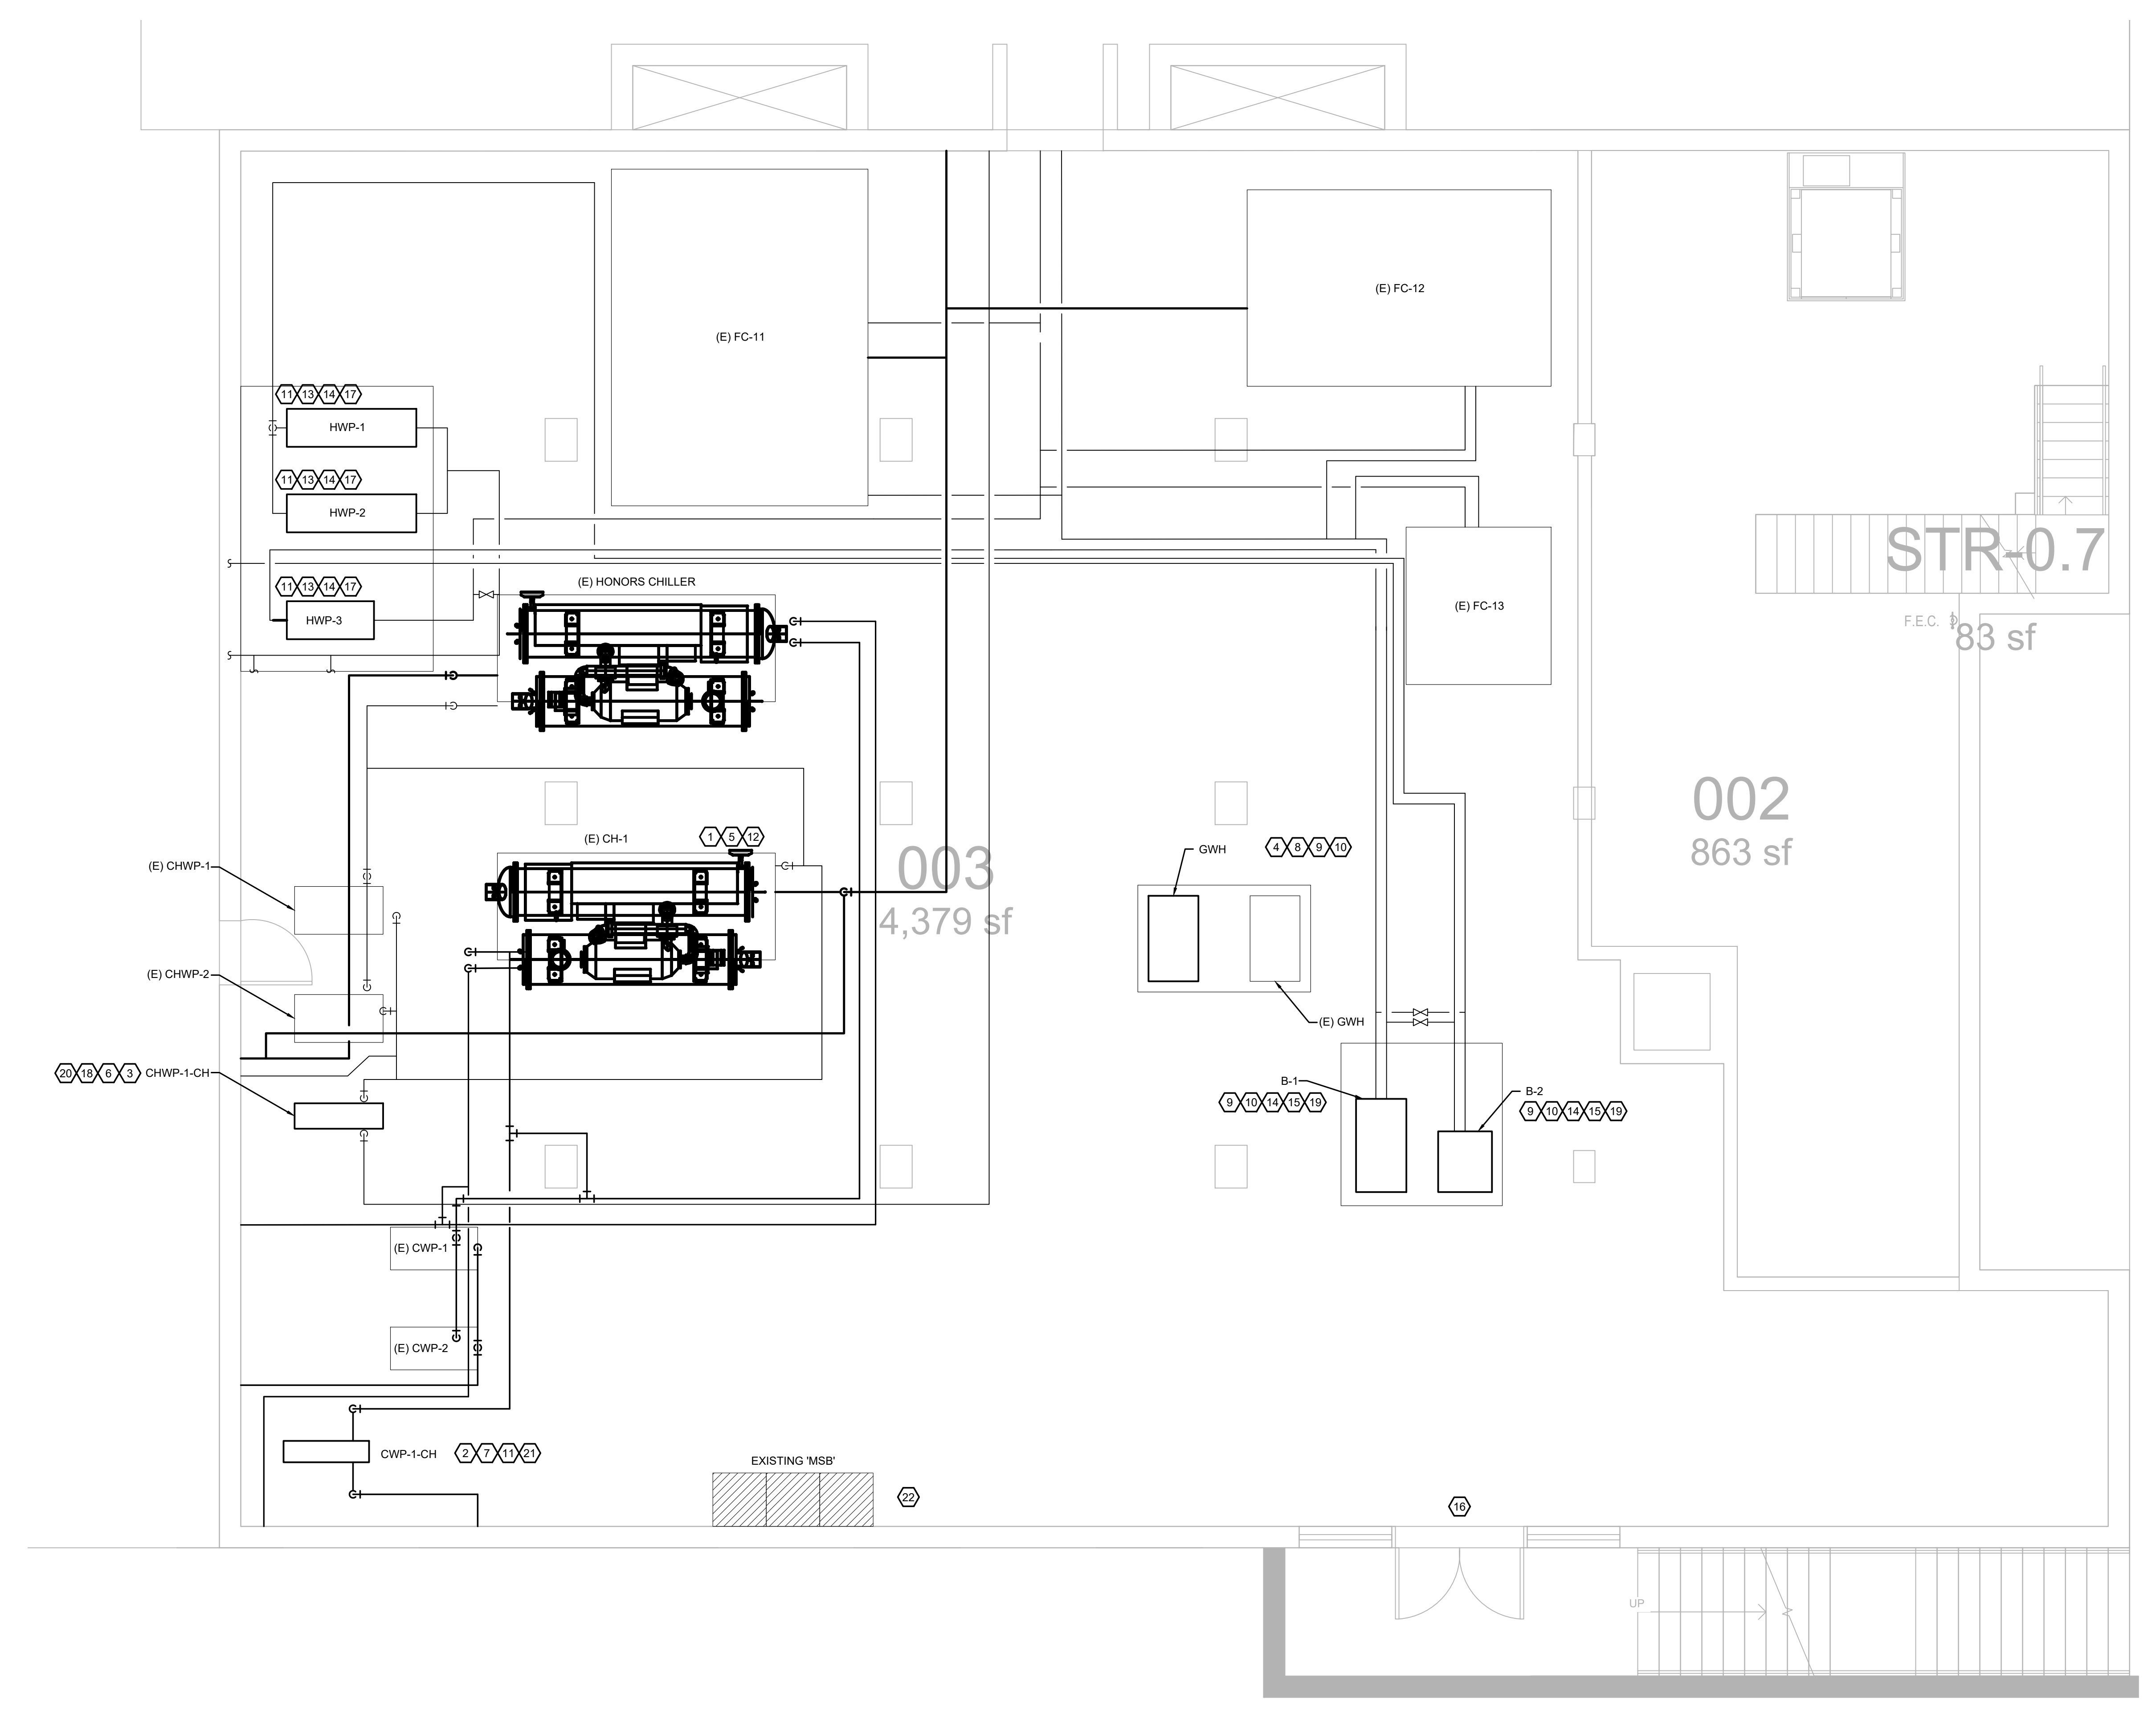 (E) FC-12
(E) FC-11
11 13 14 17
HWP-1
11 13 14 17
HWP-2
STR-0.7
(E) HONORS CHILLER
11 13 14 17
HWP-3
(E) FC-13
F.E.C.
83 sf
002
863 sf
(E) CH-1
1 5 12
003
4,379 sf
GWH
4 8 9 10
(E) CHWP-1
(E) CHWP-2
(E) GWH
20 18 6 3 CHWP-1-CH
B-1
9 10 14 15 19
B-2
9 10 14 15 19
(E) CWP-1
(E) CWP-2
CWP-1-CH
2 7 11 21
EXISTING 'MSB'
22
16
UP